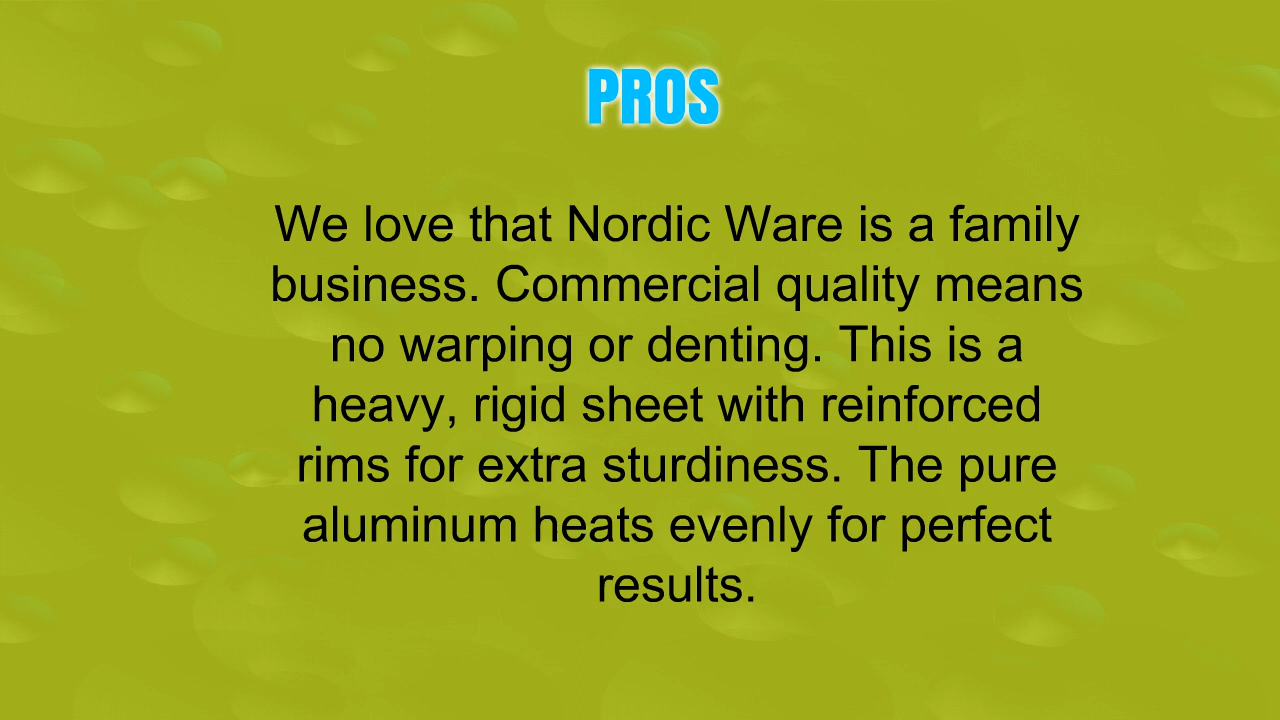 PROS
We love that Nordic Ware is a family
business. Commercial quality means
no warping or denting. This is a
heavy, rigid sheet with reinforced
rims for extra sturdiness. The pure
aluminum heats evenly for perfect
results.